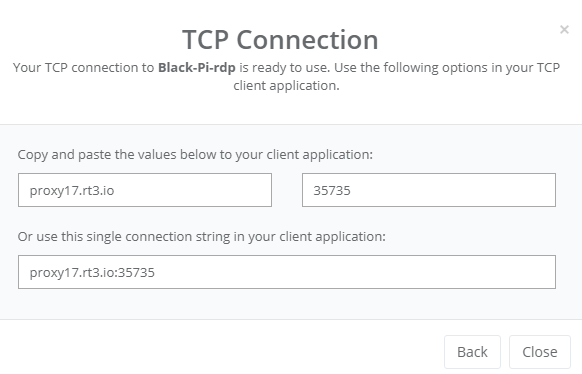 TCP Connection
Your TCP connection to Black-Pi-rdp is ready to use. Use the following options in your TCP
client application.
Copy and paste the values below to your client application:
proxy17.rt3.io 35735
Or use this single connection string in your client application:
proxy17.rt3.io:35735
Back Close